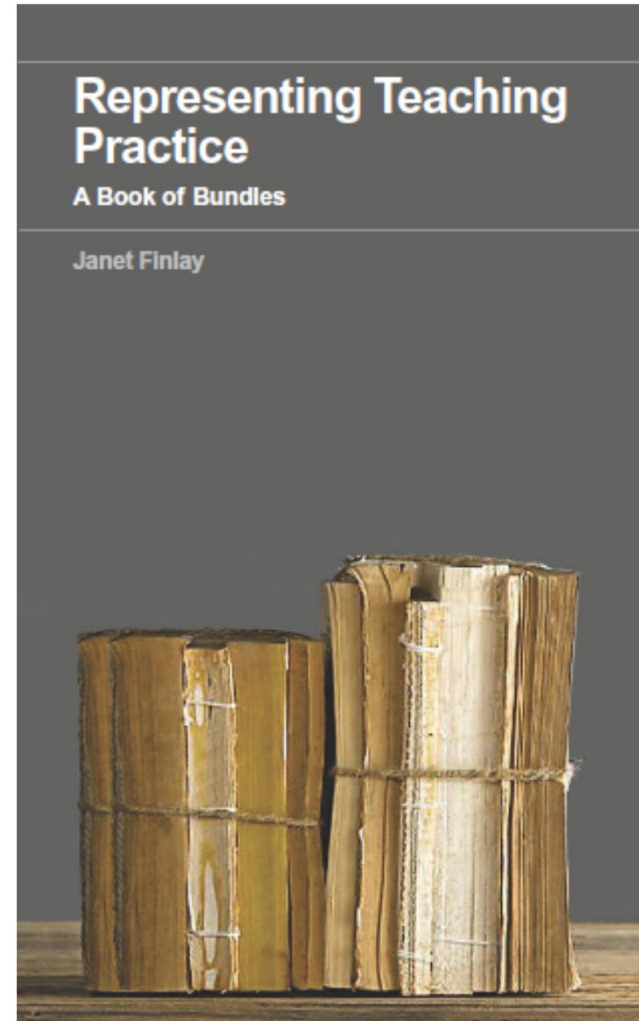 Representing Teaching
Practice
A Book of Bundles
Janet Finlay